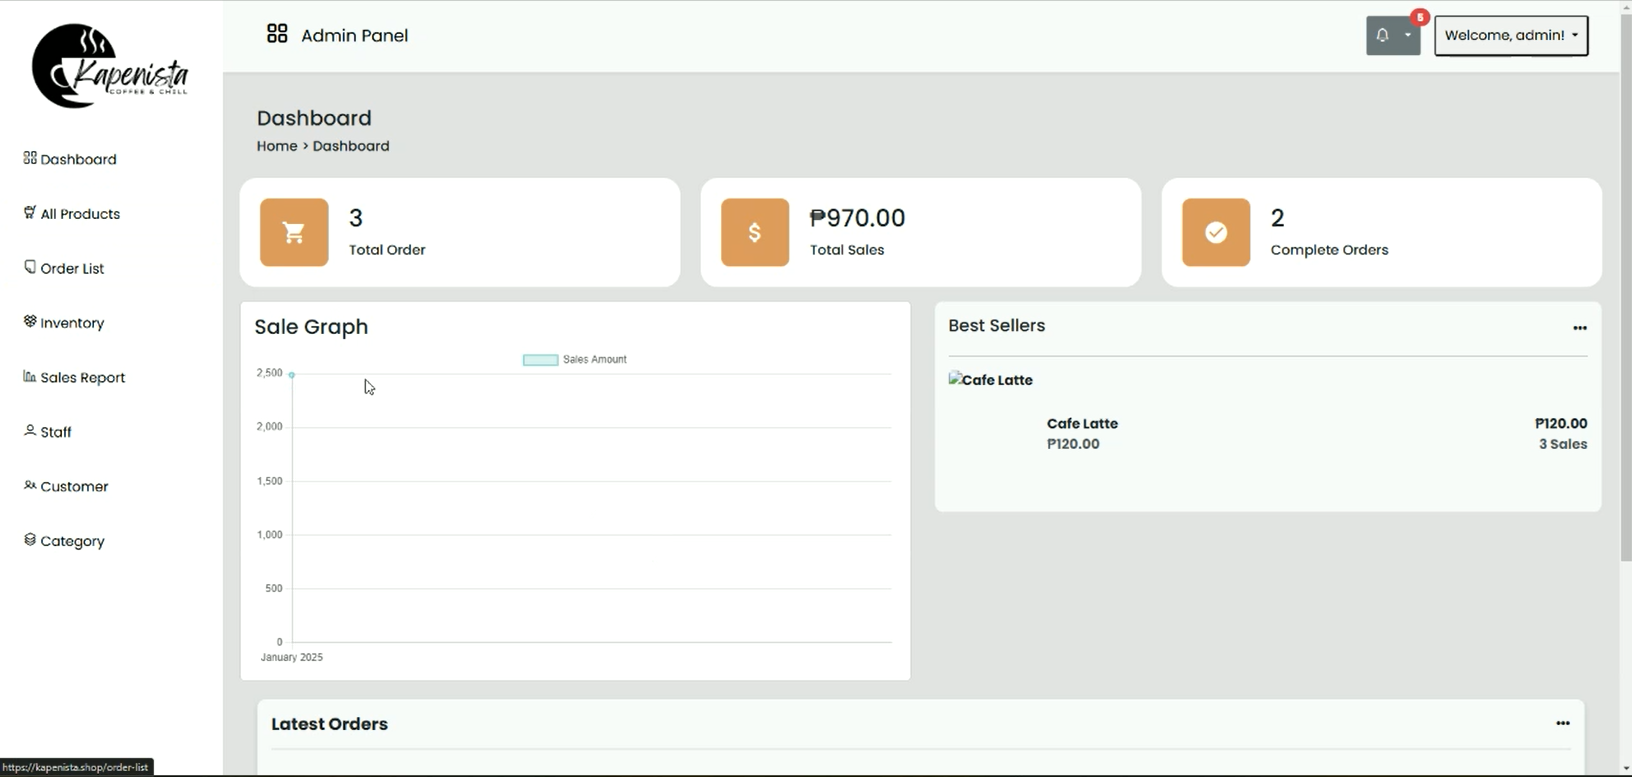 Kapenista
COFFEE & CHILL
Admin Panel
5
Welcome, admin!
Dashboard
All Products
Order List
Inventory
Sales Report
Staff
Customer
Category
Dashboard
Home > Dashboard
3
Total Order
$
₱970.00
Total Sales
2
Complete Orders
Sale Graph
Sales Amount
2,500
2,000
1,500
1,000
500
0
January 2025
Best Sellers
Cafe Latte
Cafe Latte ₱120.00
₱120.00 3 Sales
Latest Orders
https://kapenista.shop/order-list